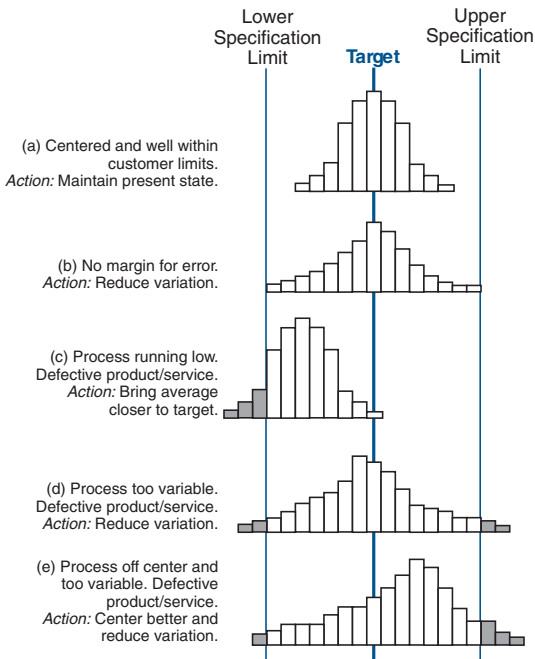 Lower
Specification
Limit
Target
Upper
Specification
Limit
(a) Centered and well within
customer limits.
Action: Maintain present state.
(b) No margin for error.
Action: Reduce variation.
(c) Process running low.
Defective product/service.
Action: Bring average
closer to target.
(d) Process too variable.
Defective product/service.
Action: Reduce variation.
(e) Process off center and
too variable. Defective
product/service.
Action: Center better and
reduce variation.